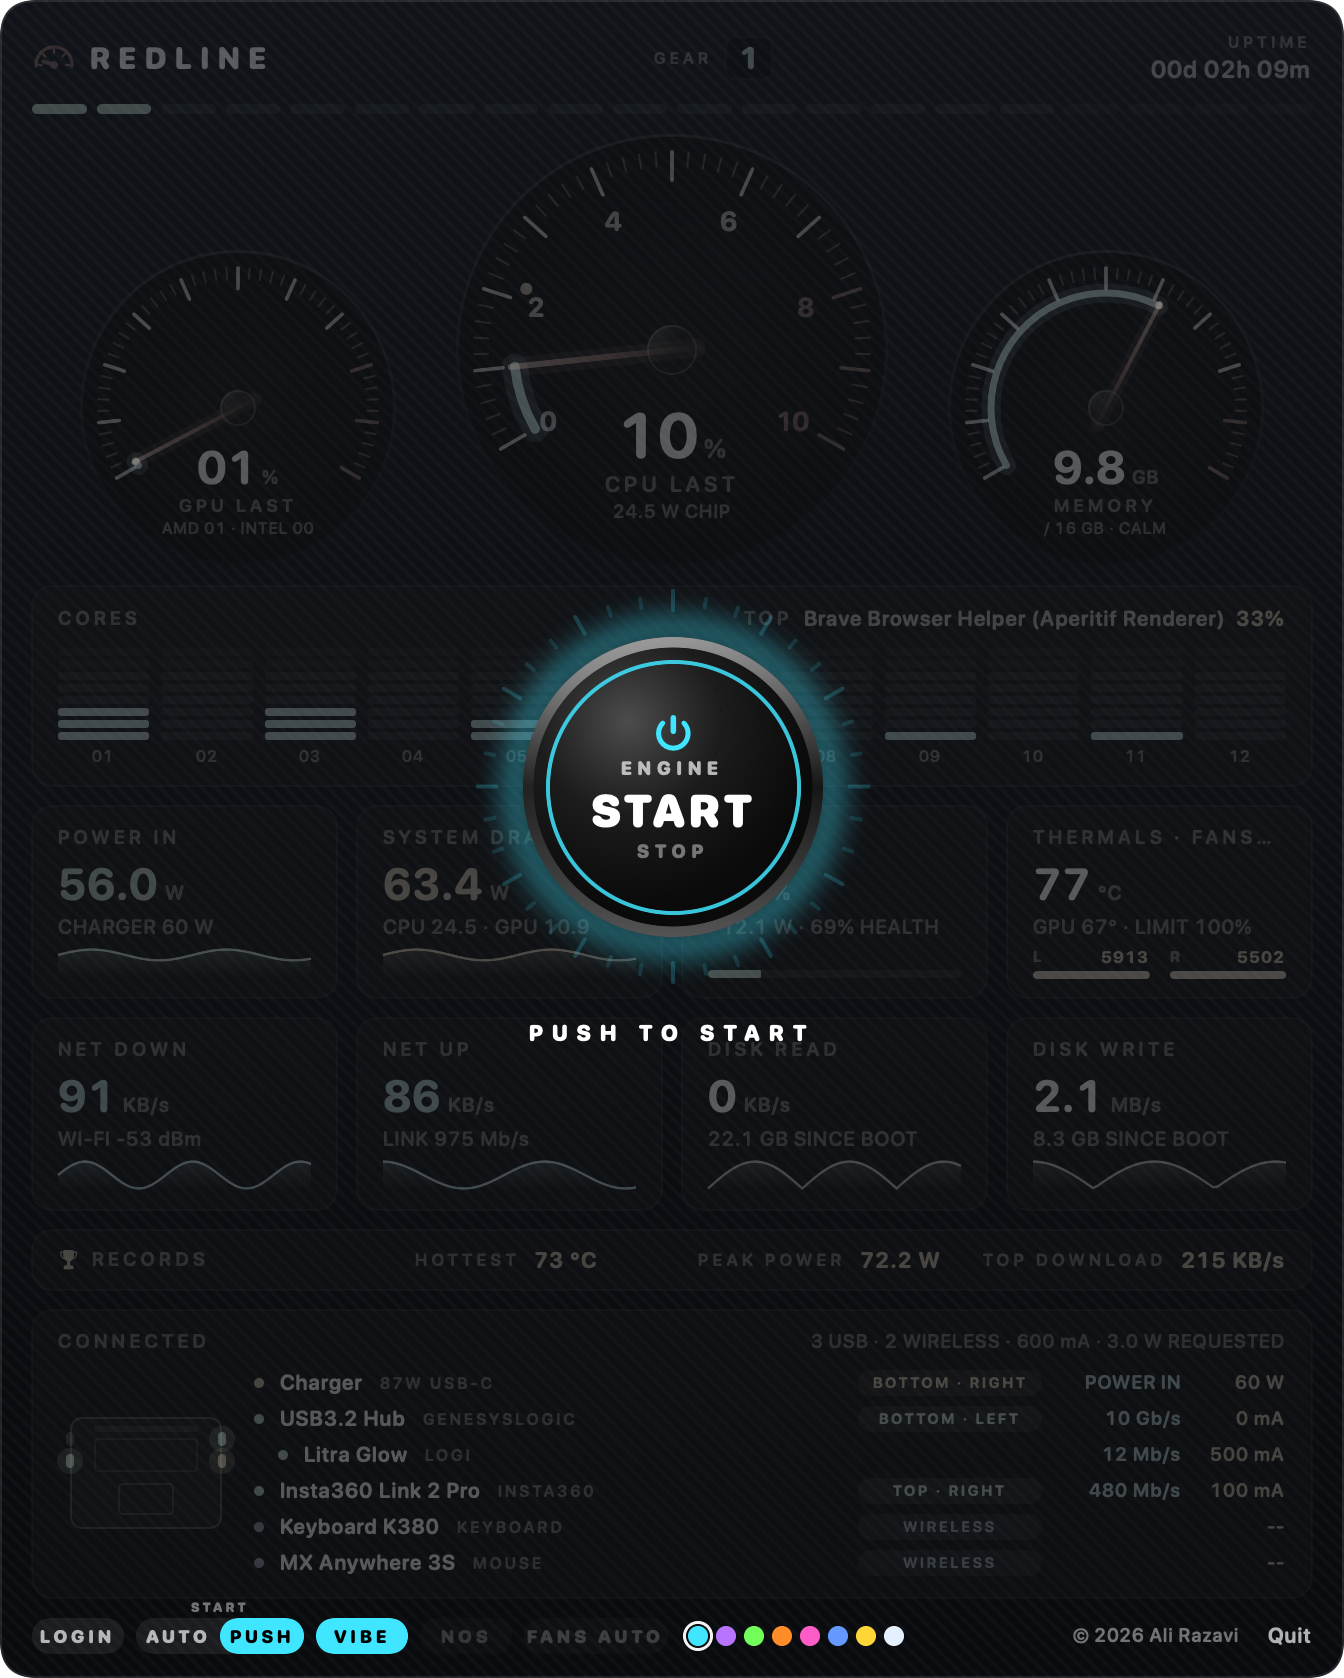 REDLINE
GEAR 1
UPTIME
00d 02h 09m
4 6
2 8
0 10
10 %
CPU LAST
24.5 W CHIP
01 %
GPU LAST
AMD 01 · INTEL 00
9.8 GB
MEMORY
/ 16 GB · CALM
CORES
TOP Brave Browser Helper (Aperitif Renderer) 33%
01 02 03 04 05 08 09 10 11 12
ENGINE
START
STOP
PUSH TO START
POWER IN
56.0 W
CHARGER 60 W
SYSTEM DRA
63.4 W
CPU 24.5 · GPU 10.9
%
12.1 W · 69% HEALTH
THERMALS · FANS...
77 °C
GPU 67° · LIMIT 100%
L 5913 R 5502
NET DOWN
91 KB/s
WI-FI -53 dBm
NET UP
86 KB/s
LINK 975 Mb/s
DISK READ
0 KB/s
22.1 GB SINCE BOOT
DISK WRITE
2.1 MB/s
8.3 GB SINCE BOOT
RECORDS HOTTEST 73 °C PEAK POWER 72.2 W TOP DOWNLOAD 215 KB/s
CONNECTED 3 USB · 2 WIRELESS · 600 mA · 3.0 W REQUESTED
Charger 87W USB-C BOTTOM · RIGHT POWER IN 60 W
USB3.2 Hub GENESYSLOGIC BOTTOM · LEFT 10 Gb/s 0 mA
Litra Glow LOGI 12 Mb/s 500 mA
Insta360 Link 2 Pro INSTA360 TOP · RIGHT 480 Mb/s 100 mA
Keyboard K380 KEYBOARD WIRELESS --
MX Anywhere 3S MOUSE WIRELESS --
START
LOGIN AUTO PUSH VIBE NOS FANS AUTO © 2026 Ali Razavi Quit